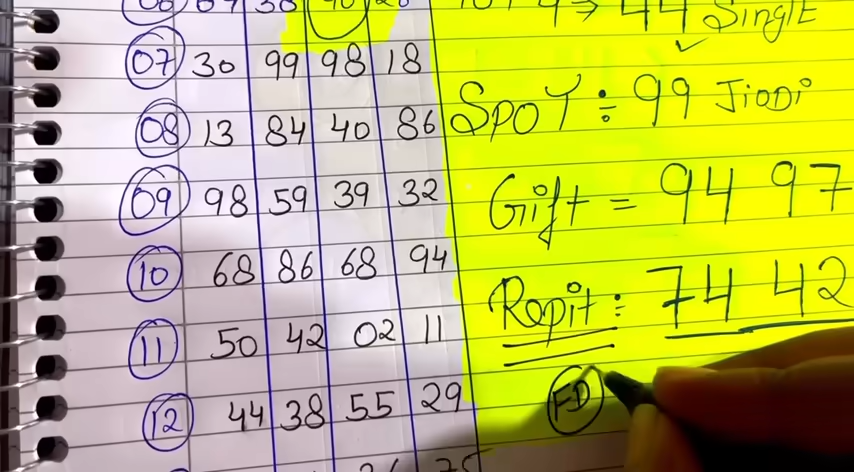 07 30 99 98 18
08 13 84 40 86
09 98 59 39 32
10 68 86 68 94
11 50 42 02 11
12 44 38 55 29
44 Single
SPOT ÷ 99 Jiodi
Gift = 94 97
Repit : 74 42
FD